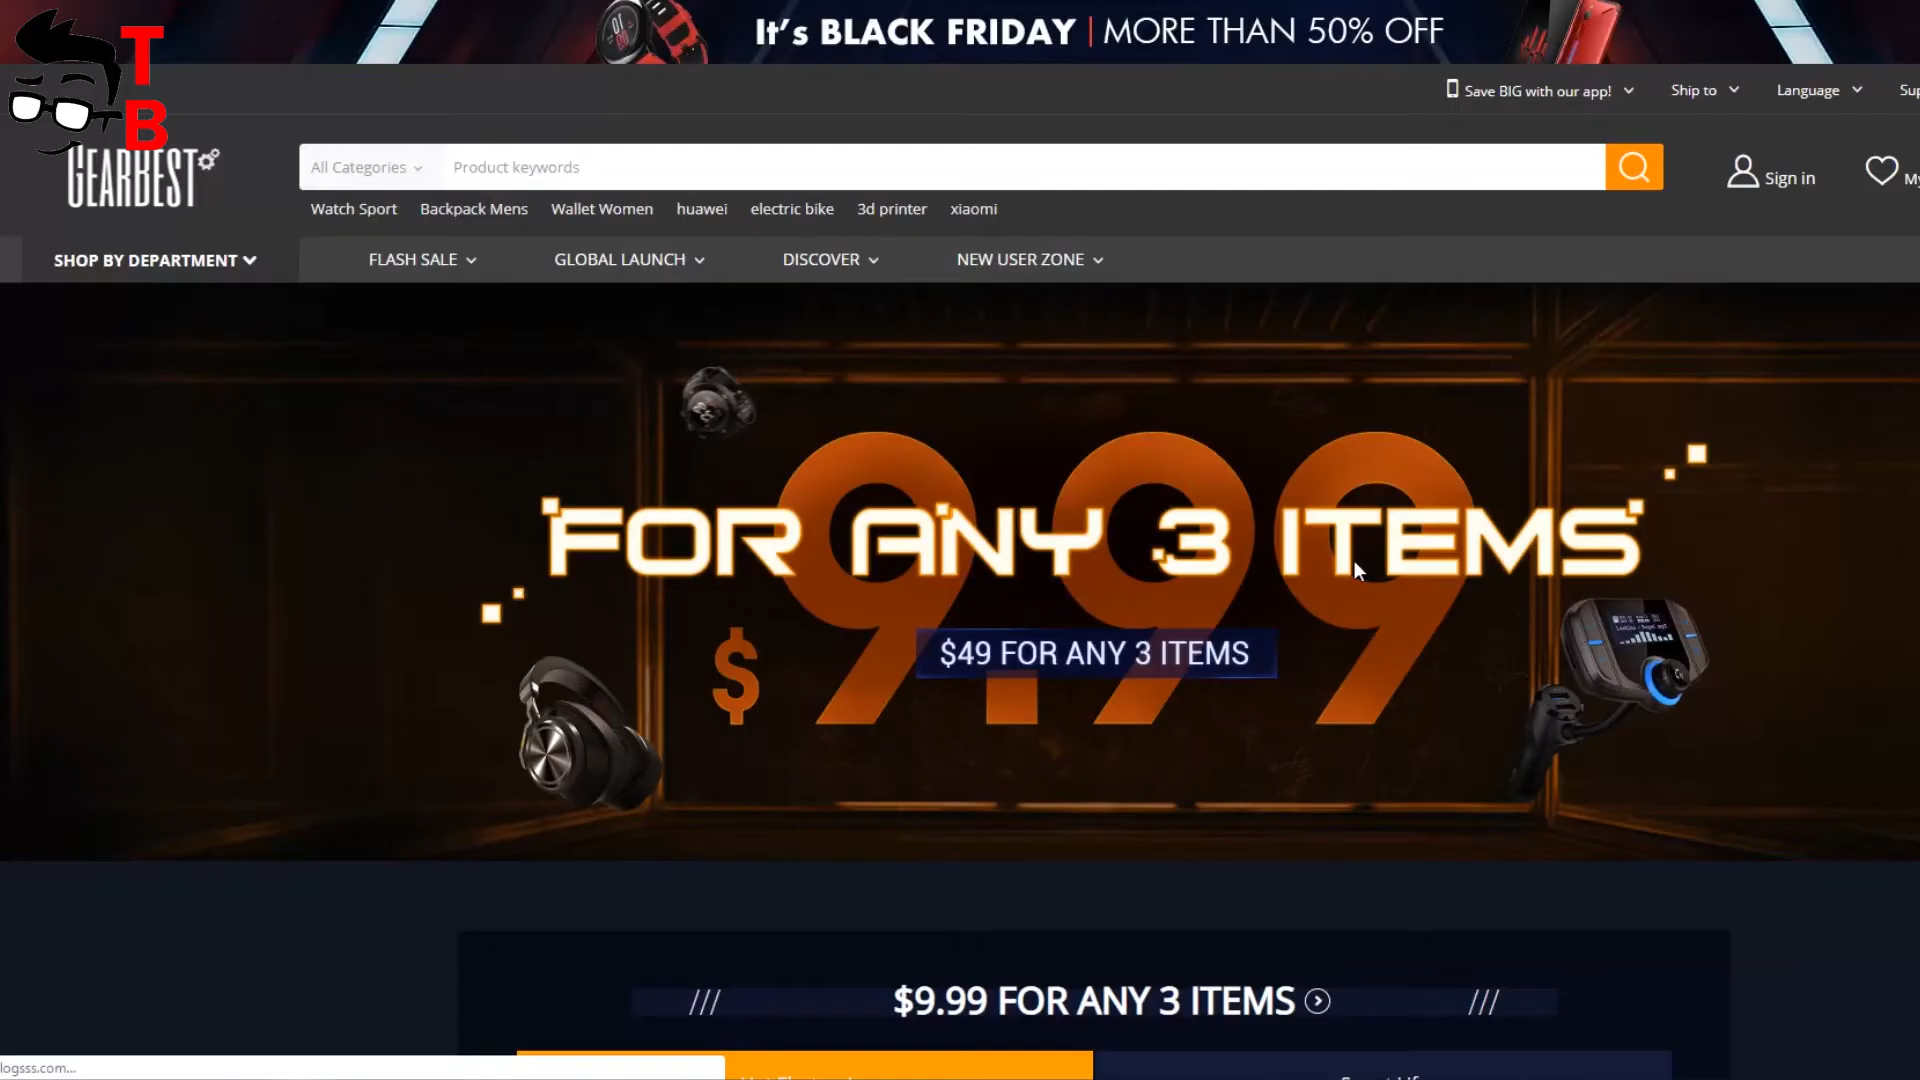 It's BLACK FRIDAY | MORE THAN 50% OFF
T
B
Save BIG with our app!
Ship to
Language
GEARBEST
All Categories
Product keywords
Sign in
Watch Sport
Backpack Mens
Wallet Women
huawei
electric bike
3d printer
xiaomi
SHOP BY DEPARTMENT
FLASH SALE
GLOBAL LAUNCH
DISCOVER
NEW USER ZONE
$9.99
FOR ANY 3 ITEMS
$49 FOR ANY 3 ITEMS
/// $9.99 FOR ANY 3 ITEMS ///
logsss.com...